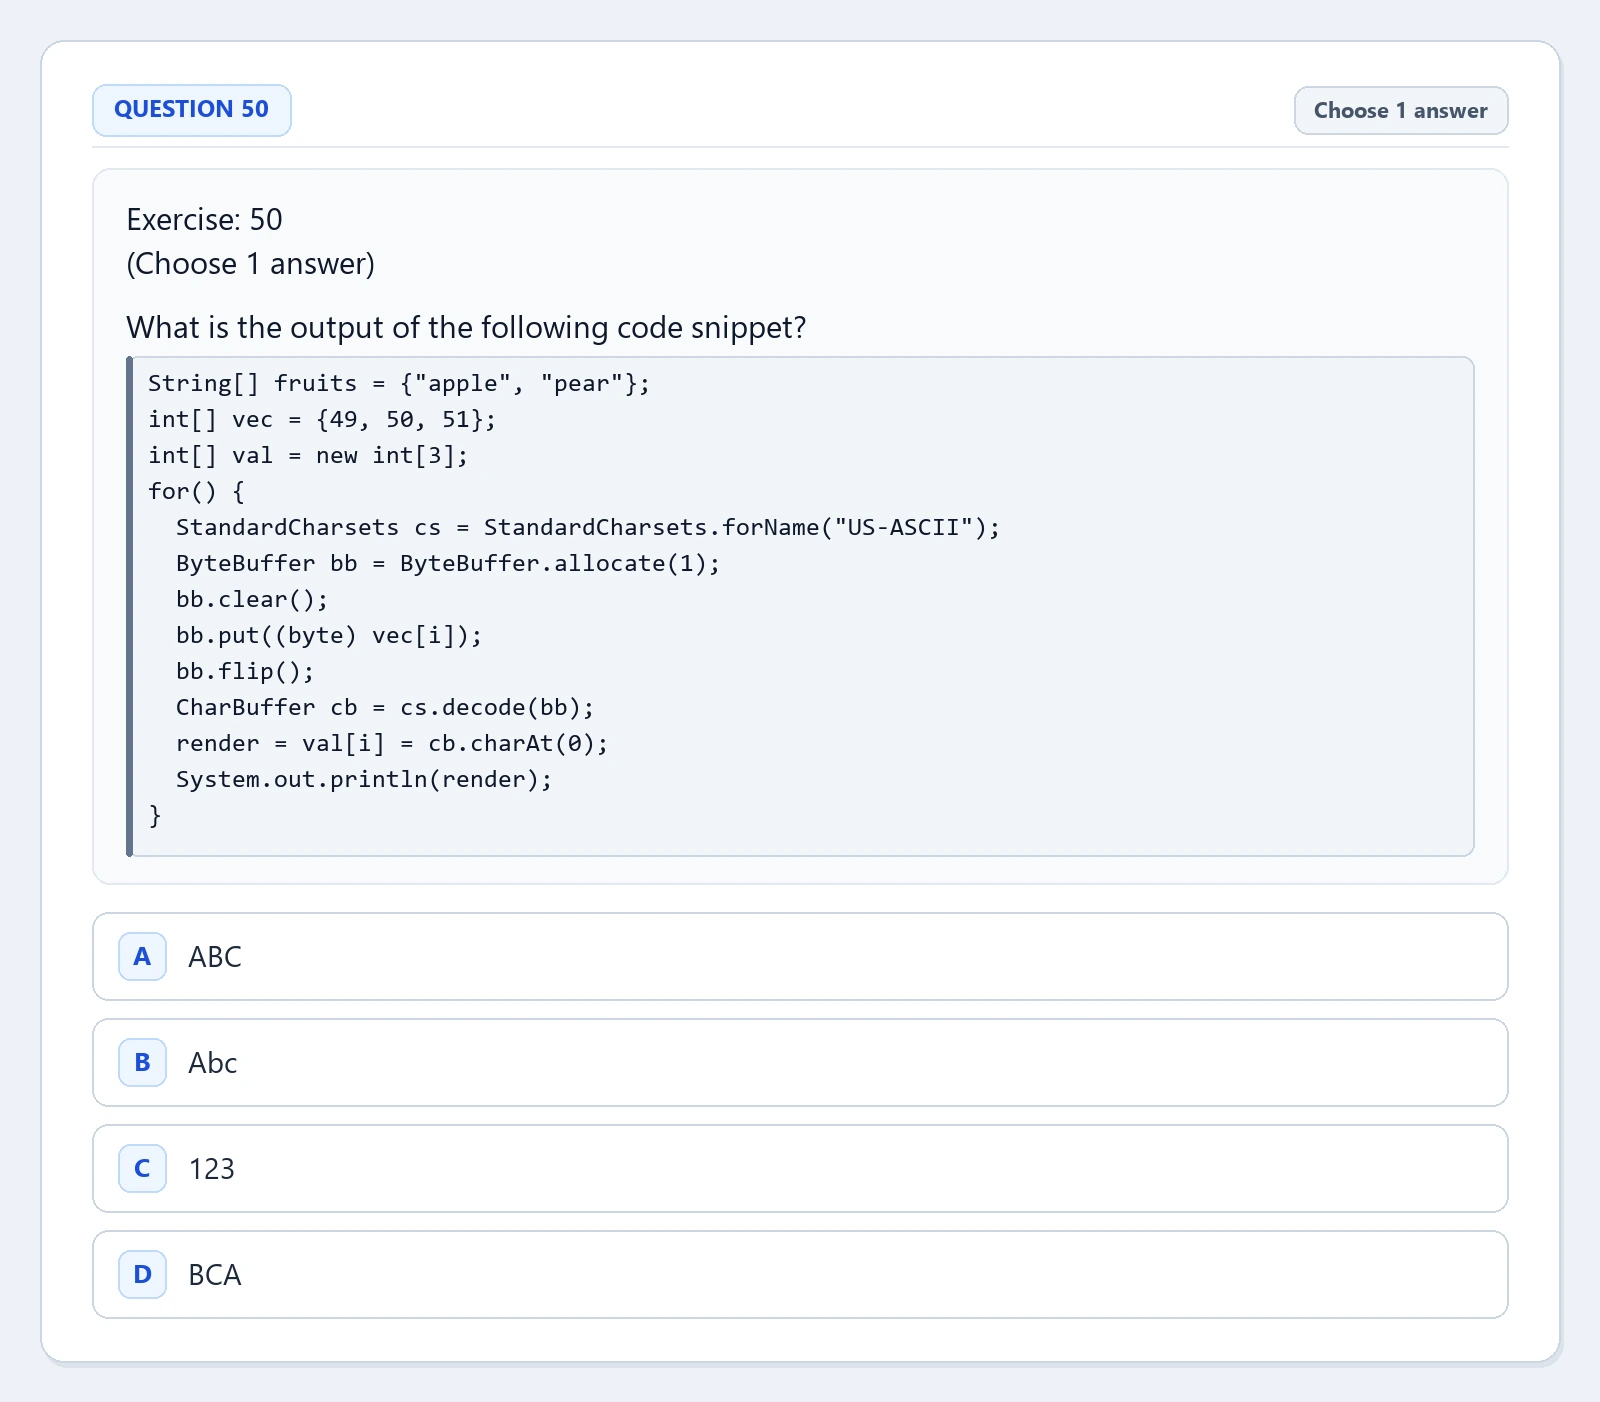 QUESTION 50
Choose 1 answer
Exercise: 50
(Choose 1 answer)
What is the output of the following code snippet?
String[] fruits = {"apple", "pear"};
int[] vec = {49, 50, 51};
int[] val = new int[3];
for() {
  StandardCharsets cs = StandardCharsets.forName("US-ASCII");
  ByteBuffer bb = ByteBuffer.allocate(1);
  bb.clear();
  bb.put((byte) vec[i]);
  bb.flip();
  CharBuffer cb = cs.decode(bb);
  render = val[i] = cb.charAt(0);
  System.out.println(render);
}
A ABC
B Abc
C 123
D BCA